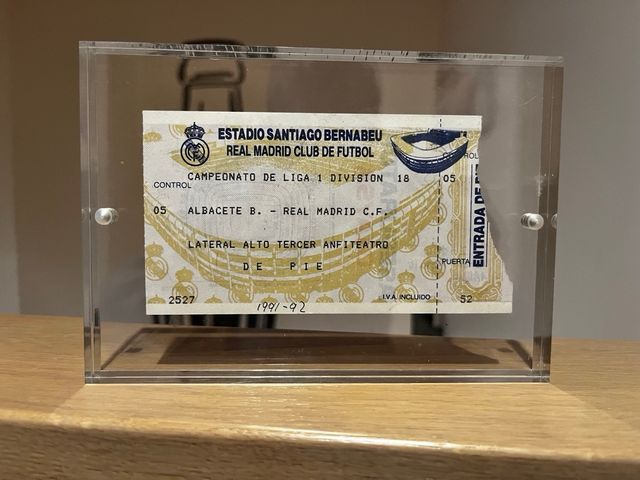 ESTADIO SANTIAGO BERNABEU
REAL MADRID CLUB DE FUTBOL
CAMPEONATO DE LIGA 1 DIVISION 18 05
CONTROL
05 ALBACETE B. - REAL MADRID C.F.
LATERAL ALTO TERCER ANFITEATRO
DE PIE
PUERTA
2527 I.V.A. INCLUIDO 52
1991-92
ENTRADA DE